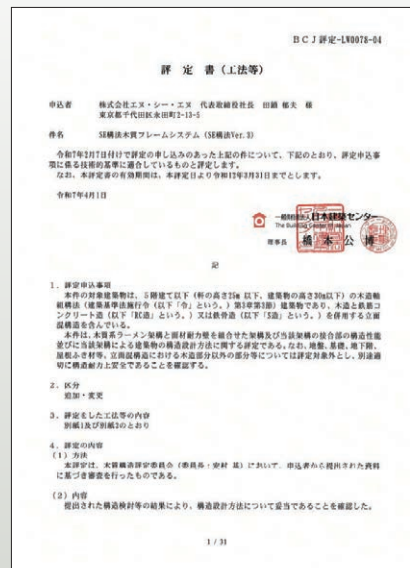 BCJ評定-LW0078-04
評 定 書（工法等）
申込者 株式会社エヌ・シー・エヌ 代表取締役社長 田鎖 郁夫 様
東京都千代田区永田町2-13-5
件名 SE構法木質フレームシステム（SE構法Ver. 3）
令和7年2月7日付けで評定の申し込みのあった上記の件について、下記のとおり、評定申込事
項に係る技術的基準に適合しているものと評定します。
なお、本評定書の有効期間は、本評定日より令和12年3月31日までとします。
令和7年4月1日
一般財団法人 日本建築センター
The Building Center of Japan
理事長 橋 本 公 博
記
1．評定申込事項
本件の対象建築物は、5階建て以下（軒の高さ25m 以下、建築物の高さ30m以下）の木造軸
組構法（建築基準法施行令（以下「令」という。）第3章第3節）建築物であり、木造と鉄筋コ
ンクリート造（以下「RC造」という。）又は鉄骨造（以下「S造」という。）を併用する立面
混構造を含んでいる。
本件は、木質系ラーメン架構と面材耐力壁を組合せた架構及び当該架構の接合部の構造性能
並びに当該架構による建築物の構造設計方法に関する評定である。なお、地盤、基礎、地下階、
屋根ふき材等、立面混構造における木造部分以外の部分等については評定対象外とし、別途適
切に構造耐力上安全であることを確認する。
2．区分
追加・変更
3．評定をした工法等の内容
別紙1及び別紙2のとおり
4．評定の内容
（1）方法
本評定は、木質構造評定委員会（委員長・安村 基）において、申込者から提出された資料
に基づき審査を行ったものである。
（2）内容
提出された構造検討等の結果により、構造設計方法について妥当であることを確認した。
1 / 31